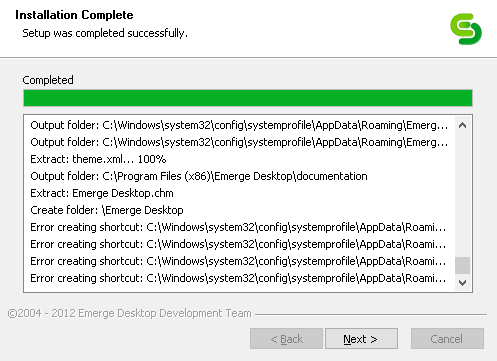 Installation Complete
Setup was completed successfully.
Completed
Output folder: C:\Windows\system32\config\systemprofile\AppData\Roaming\Emerg...
Output folder: C:\Windows\system32\config\systemprofile\AppData\Roaming\Emerg...
Extract: theme.xml... 100%
Output folder: C:\Program Files (x86)\Emerge Desktop\documentation
Extract: Emerge Desktop.chm
Create folder: \Emerge Desktop
Error creating shortcut: C:\Windows\system32\config\systemprofile\AppData\Roami...
Error creating shortcut: C:\Windows\system32\config\systemprofile\AppData\Roami...
Error creating shortcut: C:\Windows\system32\config\systemprofile\AppData\Roami...
Error creating shortcut: C:\Windows\system32\config\systemprofile\AppData\Roami...
©2004 - 2012 Emerge Desktop Development Team
< Back
Next >
Cancel